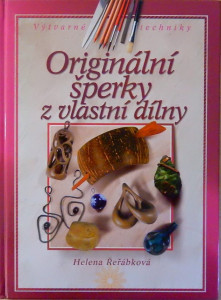 Výtvarné techniky
Originální
šperky
z vlastní dílny
Helena Řeřábková